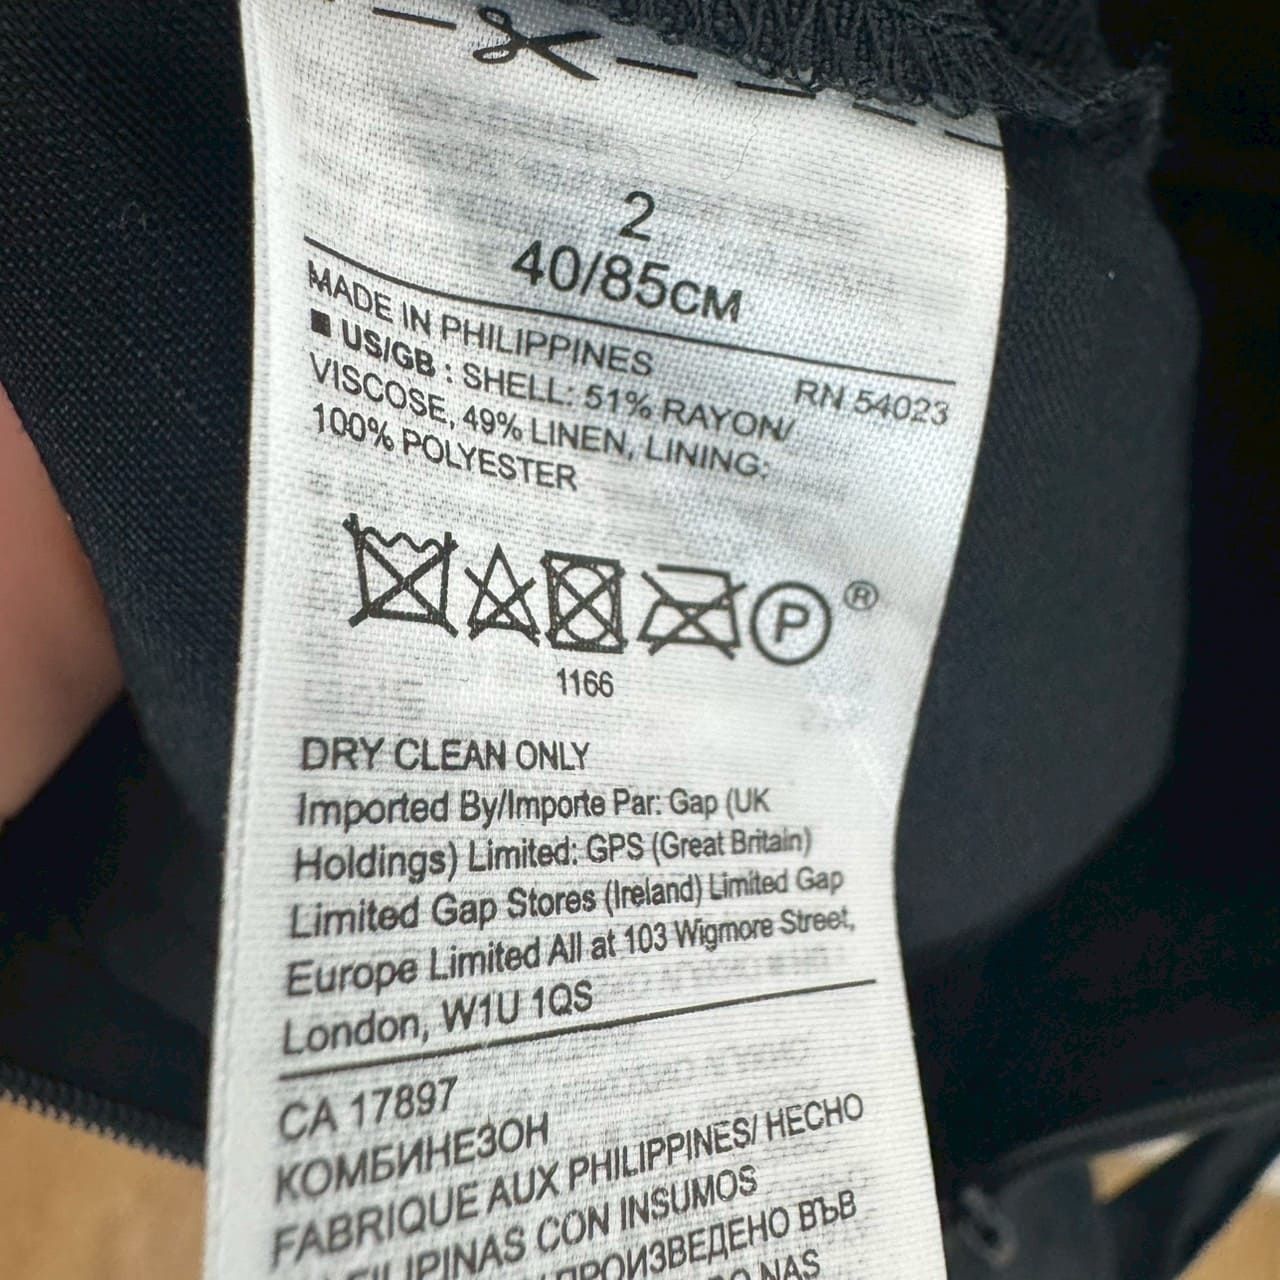 2
40/85CM
MADE IN PHILIPPINES
RN 54023
■ US/GB : SHELL: 51% RAYON/
VISCOSE, 49% LINEN, LINING:
100% POLYESTER
P ®
1166
DRY CLEAN ONLY
Imported By/Importe Par: Gap (UK
Holdings) Limited: GPS (Great Britain)
Limited Gap Stores (Ireland) Limited Gap
Europe Limited All at 103 Wigmore Street,
London, W1U 1QS
CA 17897
КОМБИНЕЗОН
FABRIQUE AUX PHILIPPINES/ HECHO
FILIPINAS CON INSUMOS
ПРОИЗВЕДЕНО ВЪВ
NAS